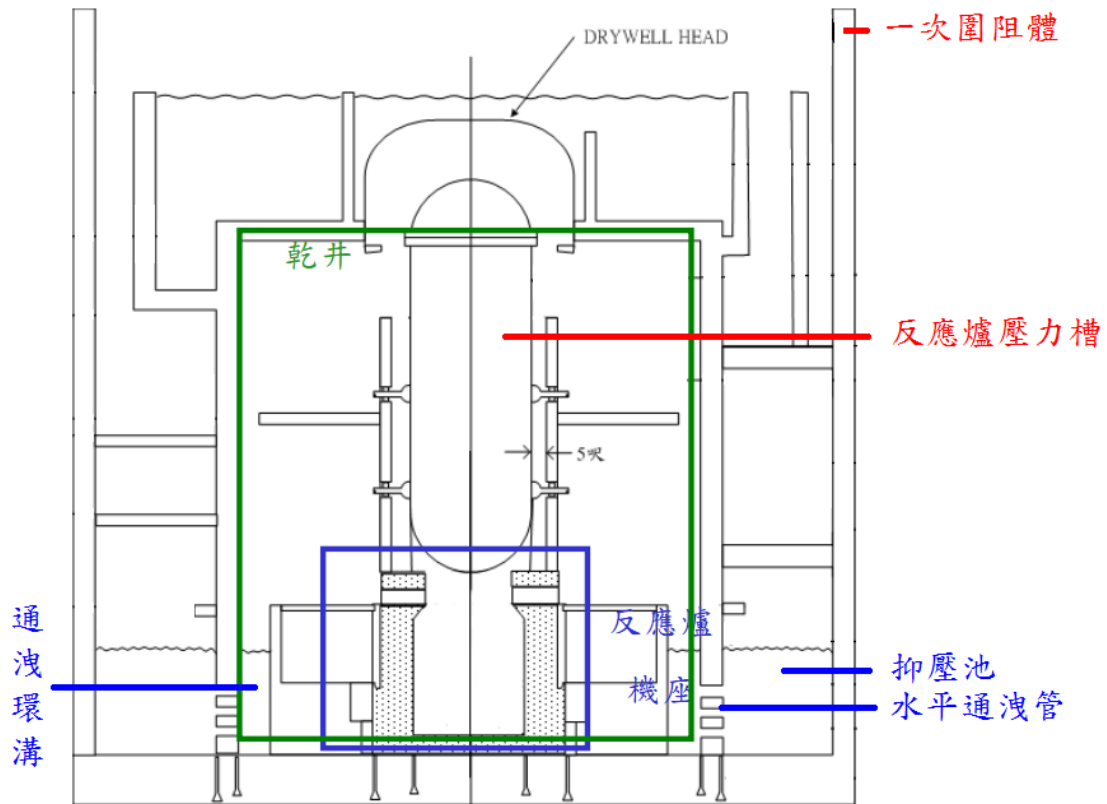 DRYWELL HEAD
一次圍阻體
乾井
反應爐壓力槽
5呎
反應爐
機座
通
洩
環
溝
抑壓池
水平通洩管